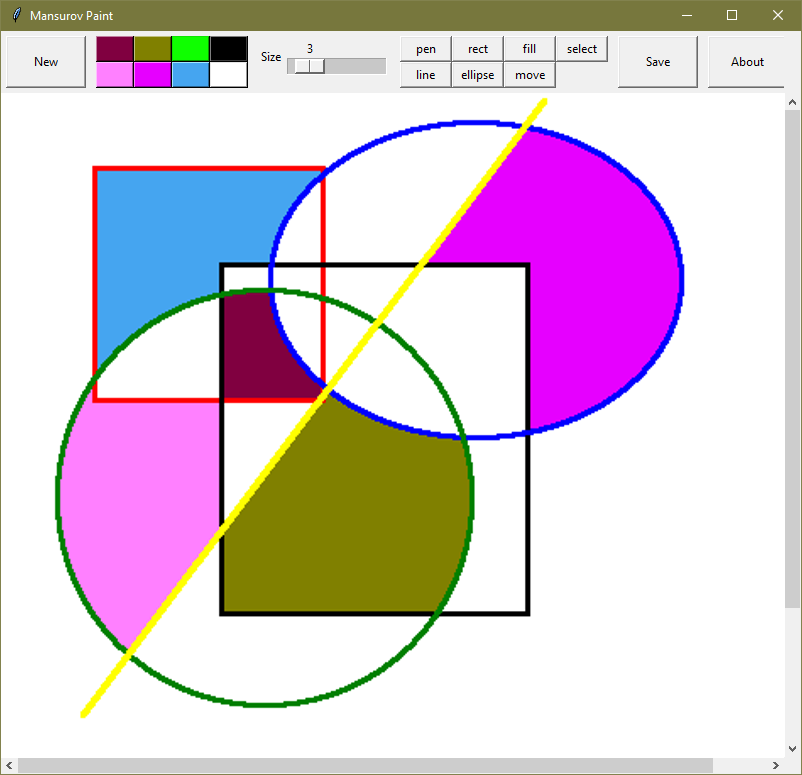 Mansurov Paint
New
Size
3
pen rect fill select
line ellipse move
Save
About